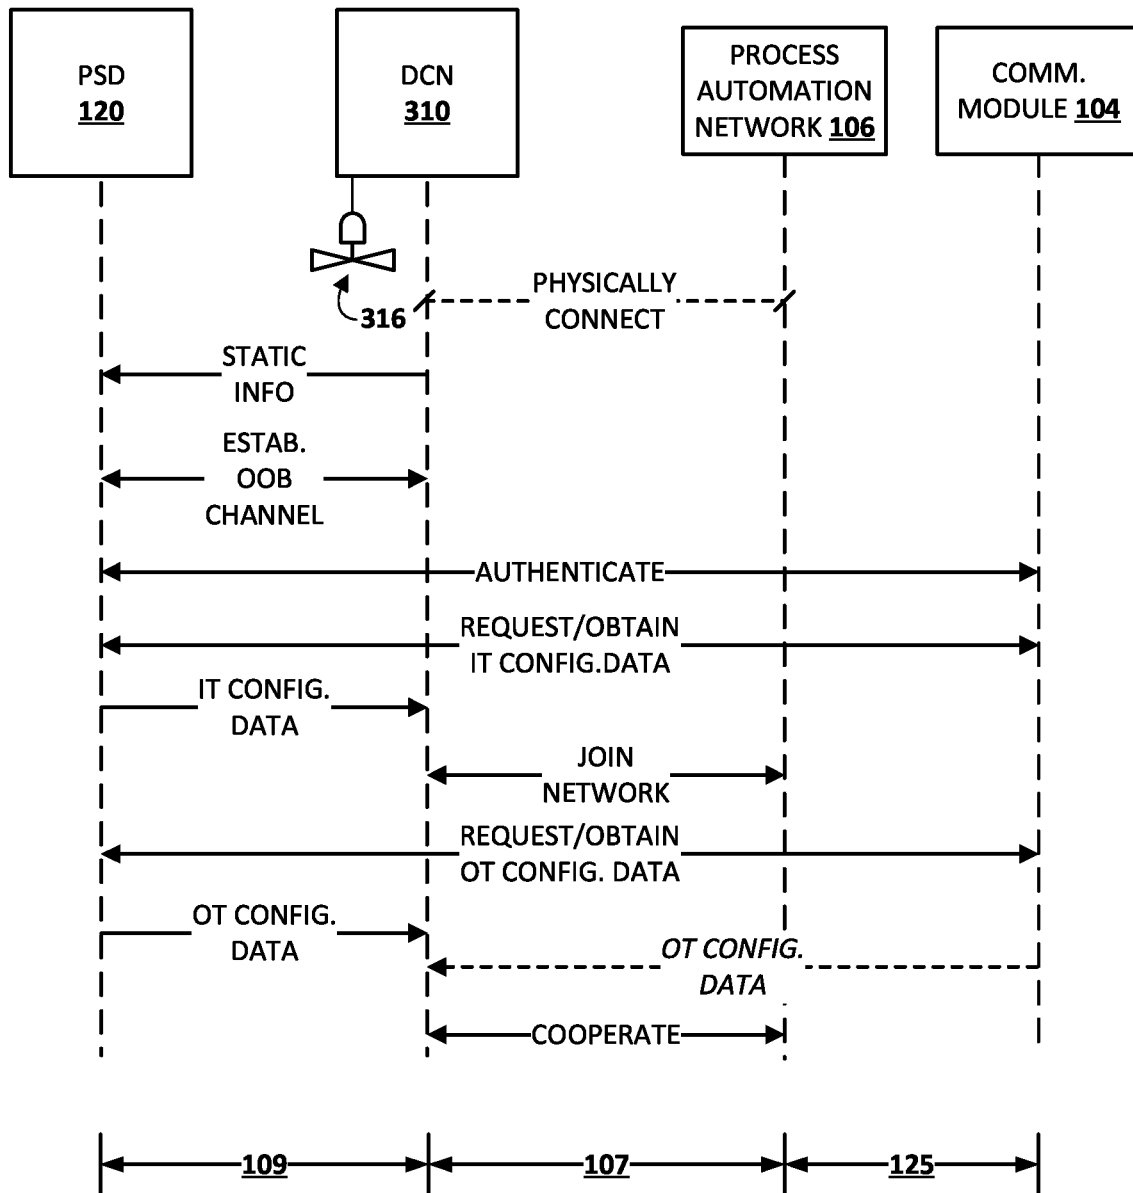 PSD
120
DCN
310
PROCESS
AUTOMATION
NETWORK 106
COMM.
MODULE 104
316
PHYSICALLY
CONNECT
STATIC
INFO
ESTAB.
OOB
CHANNEL
AUTHENTICATE
REQUEST/OBTAIN
IT CONFIG.DATA
IT CONFIG.
DATA
JOIN
NETWORK
REQUEST/OBTAIN
OT CONFIG. DATA
OT CONFIG.
DATA
OT CONFIG.
DATA
COOPERATE
109
107
125